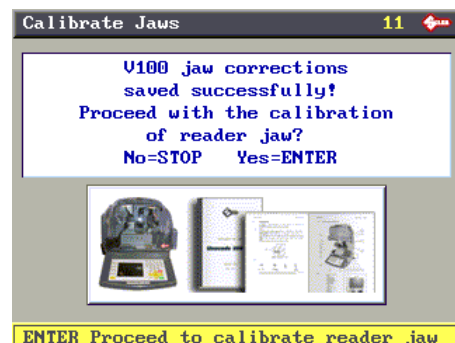 Calibrate Jaws 11 SILCA
V100 jaw corrections
saved successfully!
Proceed with the calibration
of reader jaw?
No=STOP Yes=ENTER
ENTER Proceed to calibrate reader jaw